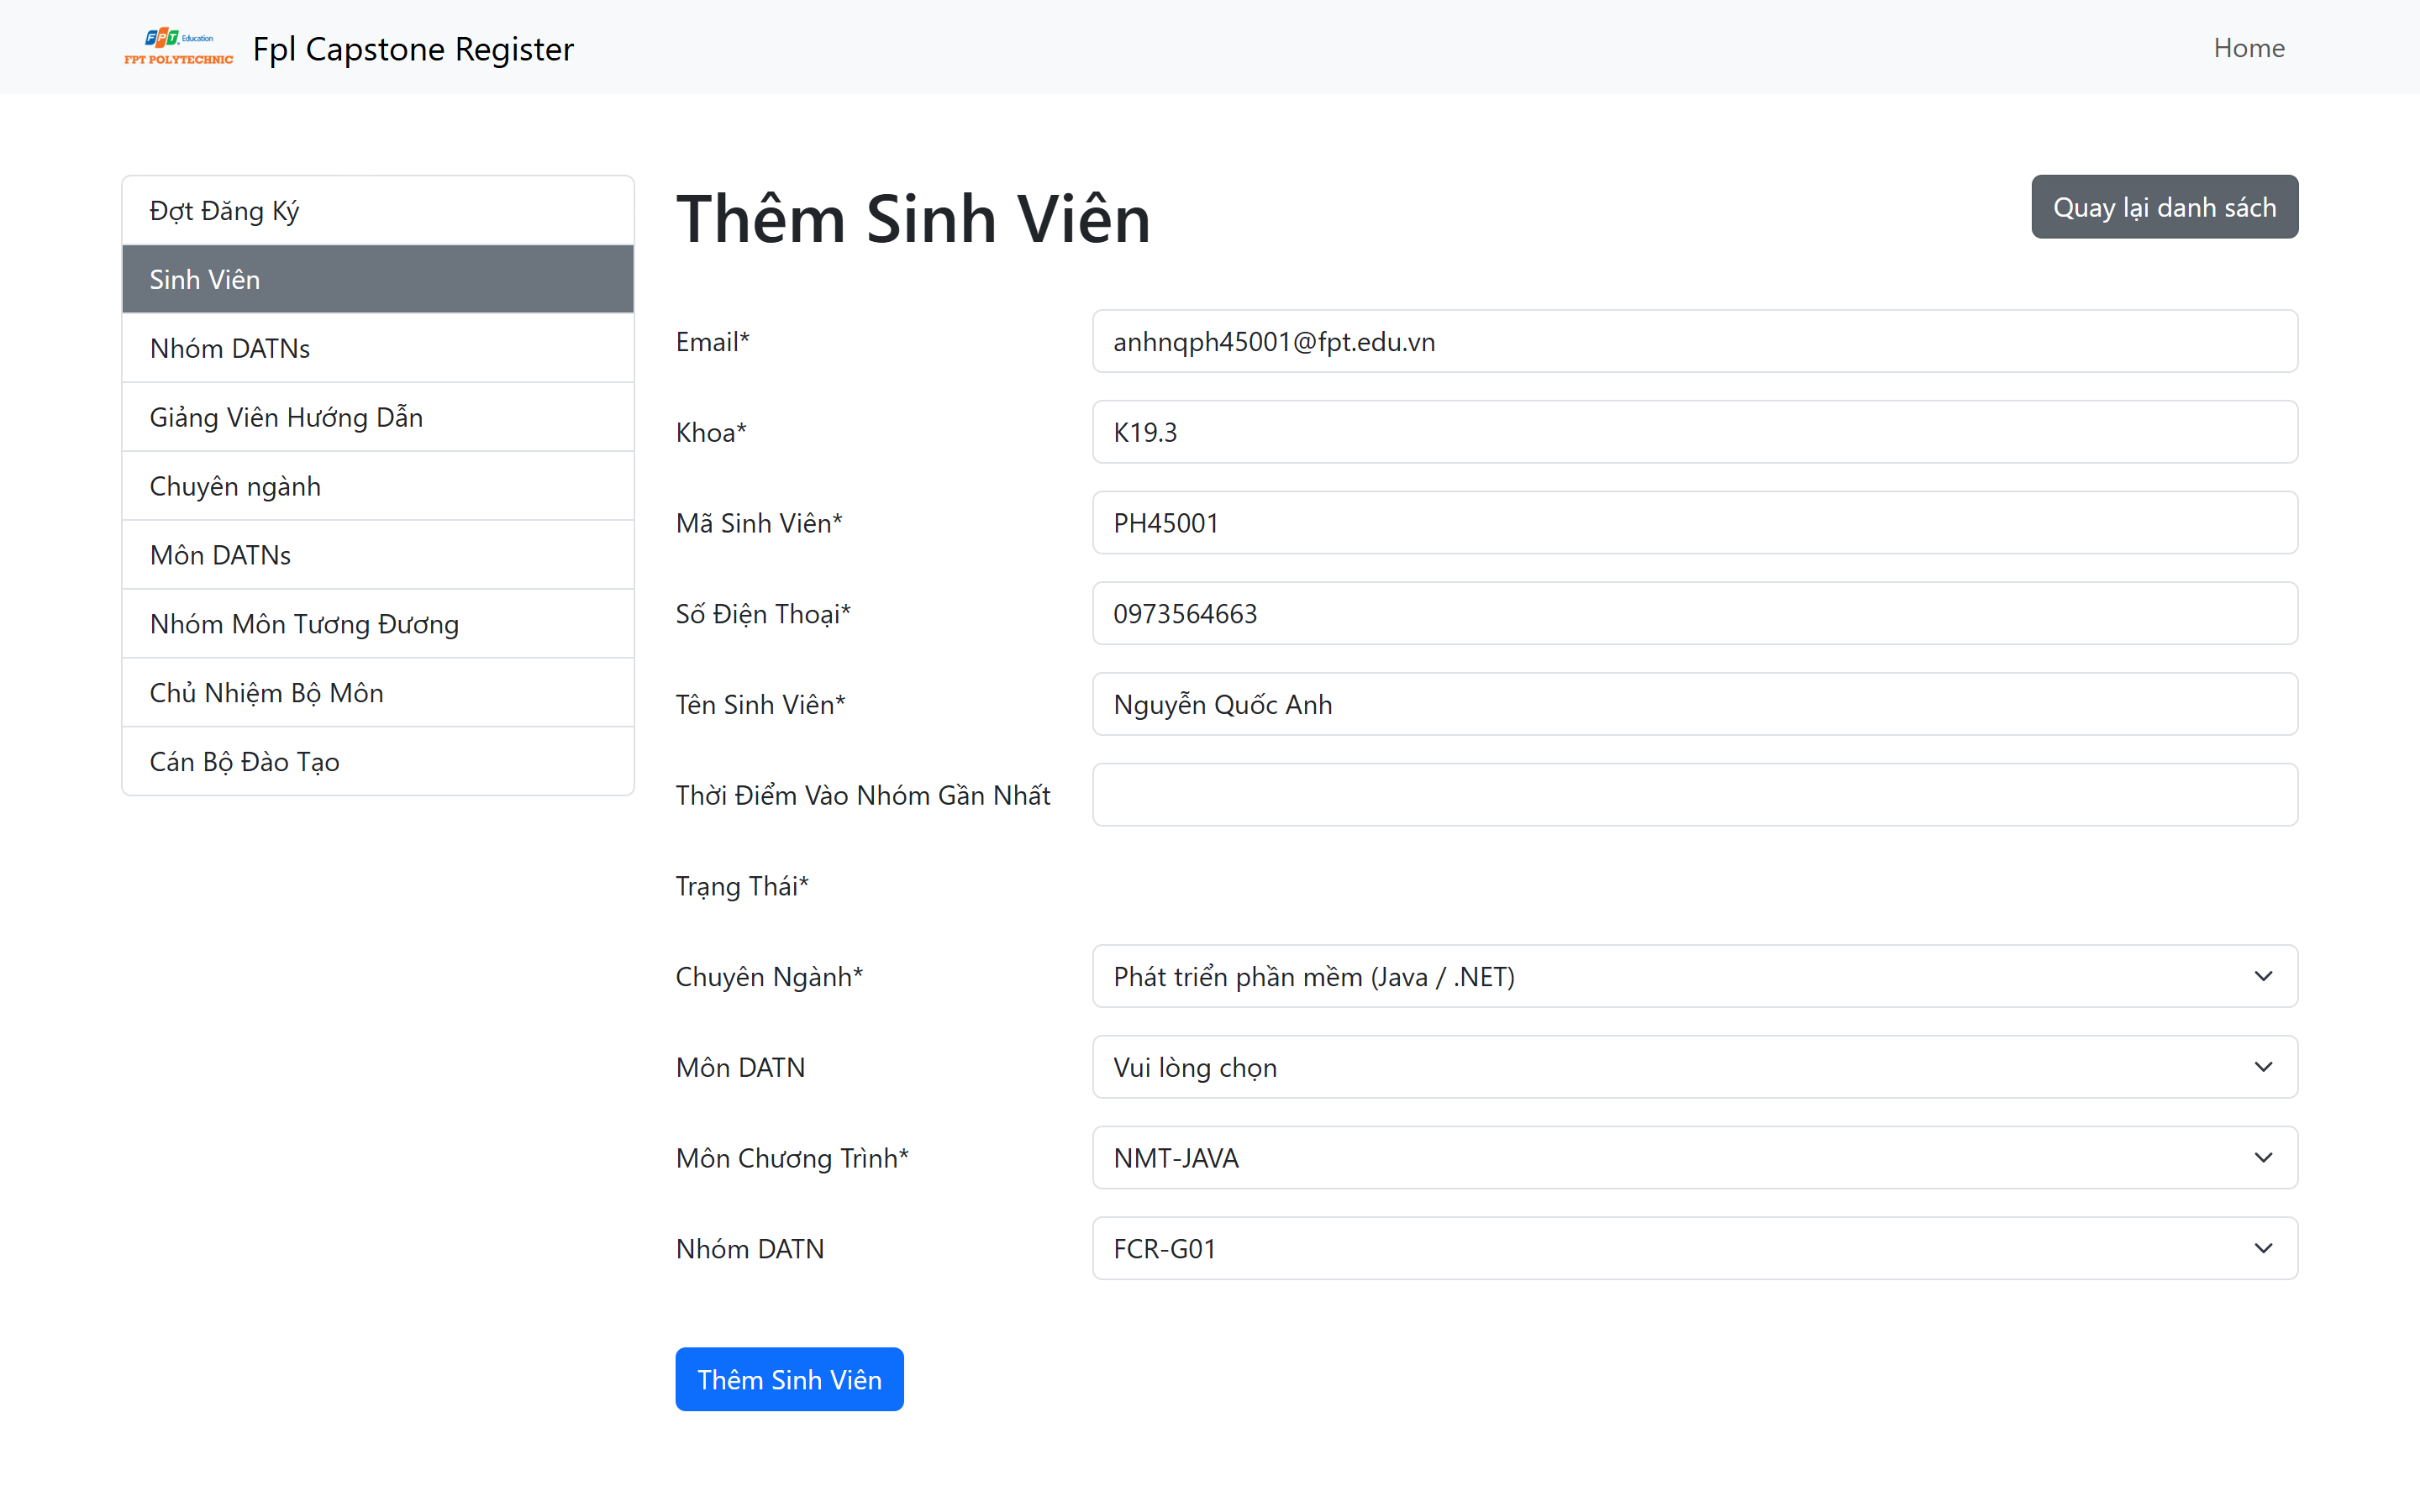 FPT Education
FPT POLYTECHNIC
Fpl Capstone Register
Home
Đợt Đăng Ký
Sinh Viên
Nhóm DATNs
Giảng Viên Hướng Dẫn
Chuyên ngành
Môn DATNs
Nhóm Môn Tương Đương
Chủ Nhiệm Bộ Môn
Cán Bộ Đào Tạo
Thêm Sinh Viên
Quay lại danh sách
Email* anhnqph45001@fpt.edu.vn
Khoa* K19.3
Mã Sinh Viên* PH45001
Số Điện Thoại* 0973564663
Tên Sinh Viên* Nguyễn Quốc Anh
Thời Điểm Vào Nhóm Gần Nhất
Trạng Thái*
Chuyên Ngành* Phát triển phần mềm (Java / .NET)
Môn DATN Vui lòng chọn
Môn Chương Trình* NMT-JAVA
Nhóm DATN FCR-G01
Thêm Sinh Viên